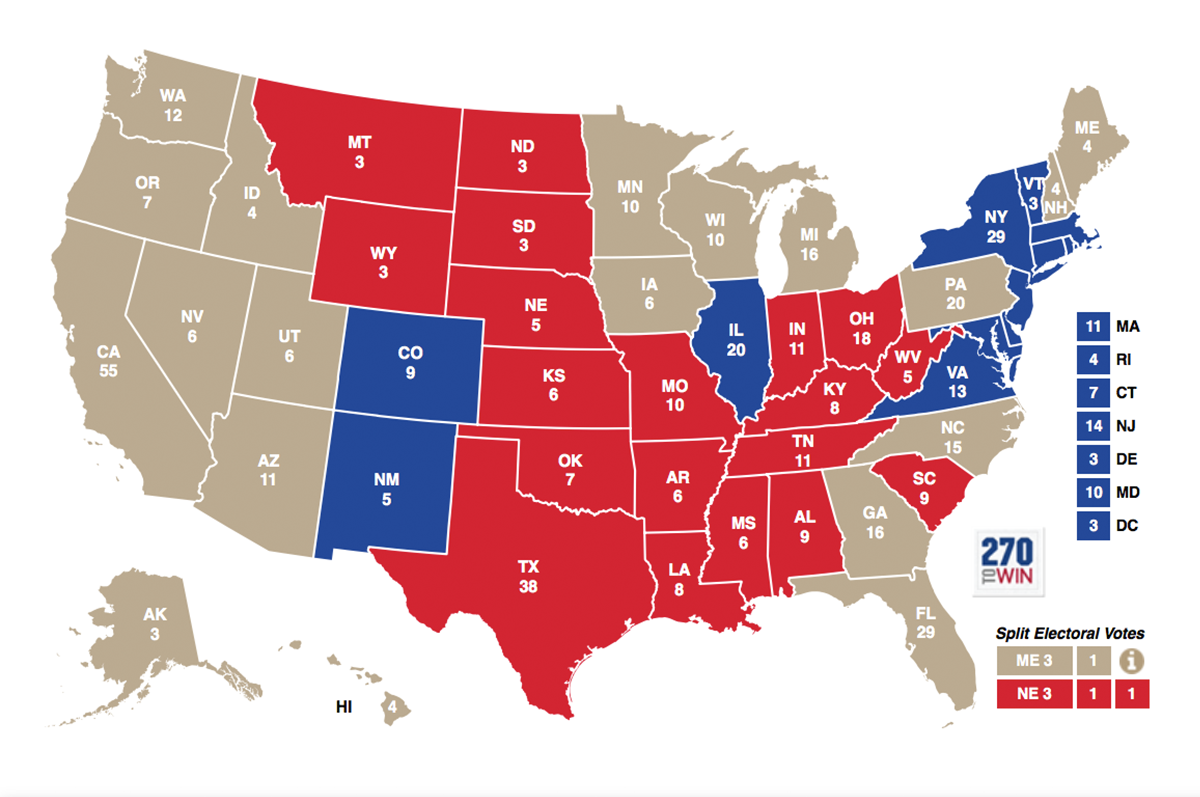 WA
12
MT
3
ND
3
ME
4
OR
7
ID
4
MN
10
VT
3
4
NH
WI
10
NY
29
SD
3
MI
16
WY
3
IA
6
PA
20
NE
5
NV
6
UT
6
CO
9
IL
20
IN
11
OH
18
11 MA
CA
55
WV
5
VA
13
4 RI
KS
6
MO
10
KY
8
7 CT
14 NJ
NC
15
TN
11
3 DE
AZ
11
OK
7
NM
5
AR
6
SC
9
10 MD
MS
6
AL
9
GA
16
3 DC
270
TO WIN
TX
38
LA
8
AK
3
FL
29
Split Electoral Votes
ME 3 1 i
NE 3 1 1
HI 4